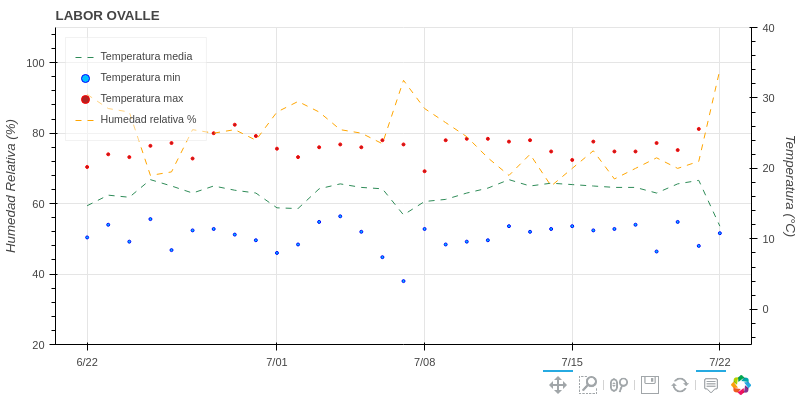 LABOR OVALLE
Temperatura media
Temperatura min
Temperatura max
Humedad relativa %
Humedad Relativa (%)
100
80
60
40
20
40
30
20
10
0
Temperatura (°C)
6/22
7/01
7/08
7/15
7/22